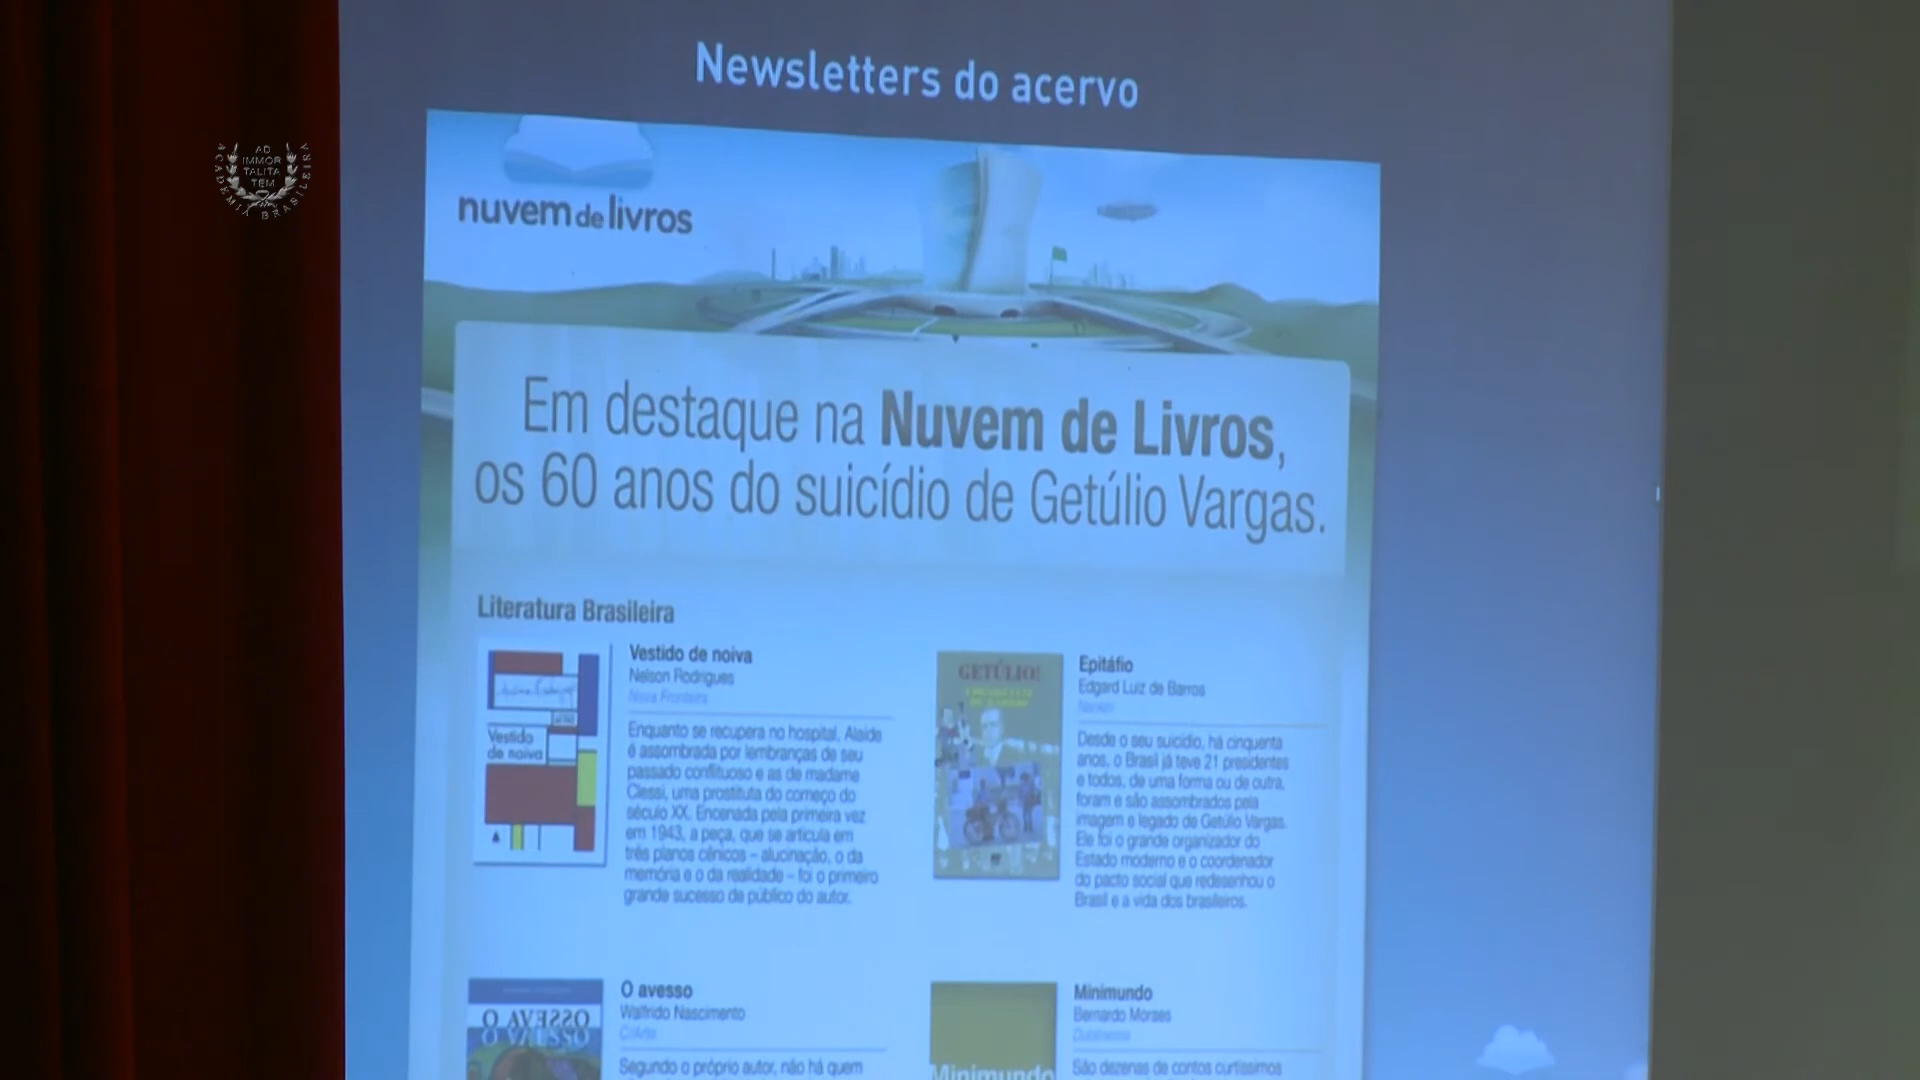 Newsletters do acervo
AD
IMMOR
TALITA
TEM
ACADEMIA BRASILEIRA
nuvem de livros
Em destaque na Nuvem de Livros,
os 60 anos do suicídio de Getúlio Vargas.
Literatura Brasileira
Vestido de noiva
Nelson Rodrigues
Nova Fronteira
Enquanto se recupera no hospital, Alaíde
é assombrada por lembranças de seu
passado conflituoso e as de madame
Clessi, uma prostituta do começo do
século XX. Encenada pela primeira vez
em 1943, a peça, que se articula em
três planos cênicos – alucinação, o da
memória e o da realidade – foi o primeiro
grande sucesso de público do autor.
Vestido
de noiva
GETÚLIO!
Epitáfio
Edgard Luiz de Barros
Nankin
Desde o seu suicídio, há cinquenta
anos, o Brasil já teve 21 presidentes
e todos, de uma forma ou de outra,
foram e são assombrados pela
imagem e legado de Getúlio Vargas.
Ele foi o grande organizador do
Estado moderno e o coordenador
do pacto social que redesenhou o
Brasil e a vida dos brasileiros.
O AVESSO
O avesso
Walfrido Nascimento
C/Arte
Segundo o próprio autor, não há quem
Minimundo
Minimundo
Bernardo Moraes
Dublinense
São dezenas de contos curtíssimos